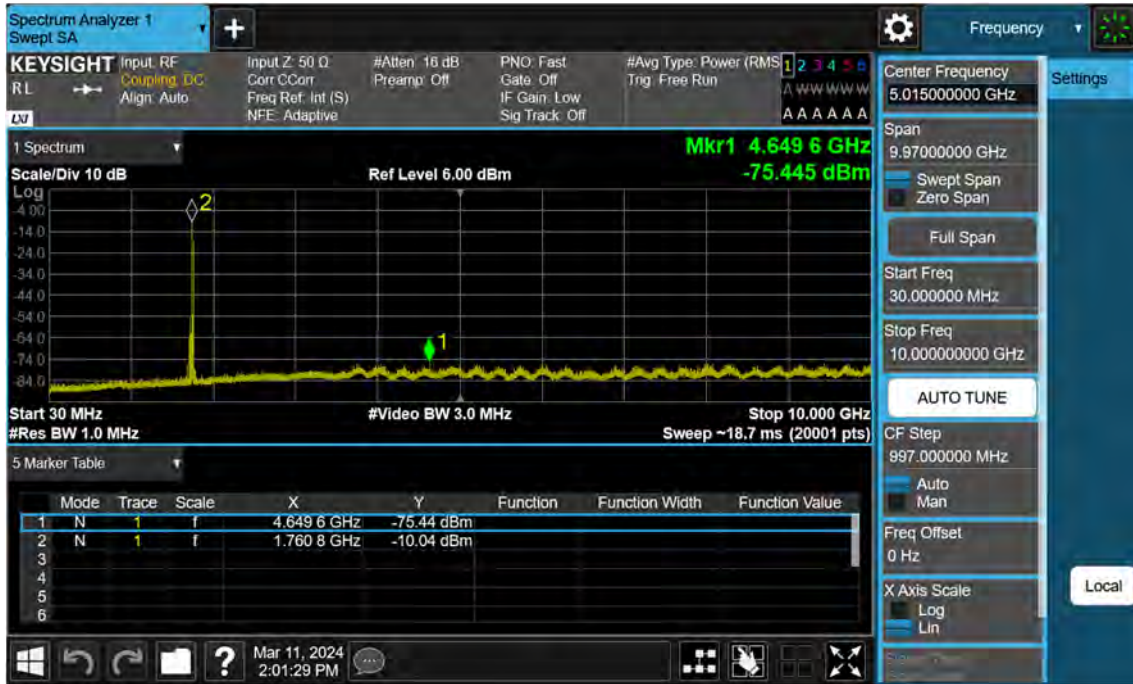 Spectrum Analyzer 1
Swept SA
+
Frequency
KEYSIGHT
RL
LXI
Input: RF
Coupling: DC
Align: Auto
Input Z: 50 Ω
Corr CCorr
Freq Ref: Int (S)
NFE: Adaptive
#Atten: 16 dB
Preamp: Off
PNO: Fast
Gate: Off
IF Gain: Low
Sig Track: Off
#Avg Type: Power (RMS
Trig: Free Run
1 2 3 4 5 6
A W W W W W
A A A A A A
1 Spectrum
Scale/Div 10 dB
Ref Level 6.00 dBm
Mkr1 4.649 6 GHz
-75.445 dBm
Log
-4.00
-14.0
-24.0
-34.0
-44.0
-54.0
-64.0
-74.0
-84.0
2
1
Start 30 MHz
#Video BW 3.0 MHz
Stop 10.000 GHz
#Res BW 1.0 MHz
Sweep ~18.7 ms (20001 pts)
5 Marker Table
Mode Trace Scale X Y Function Function Width Function Value
1 N 1 f 4.649 6 GHz -75.44 dBm
2 N 1 f 1.760 8 GHz -10.04 dBm
3
4
5
6
?
Mar 11, 2024
2:01:29 PM
Center Frequency
5.015000000 GHz
Settings
Span
9.97000000 GHz
Swept Span
Zero Span
Full Span
Start Freq
30.000000 MHz
Stop Freq
10.000000000 GHz
AUTO TUNE
CF Step
997.000000 MHz
Auto
Man
Freq Offset
0 Hz
X Axis Scale
Log
Lin
Local